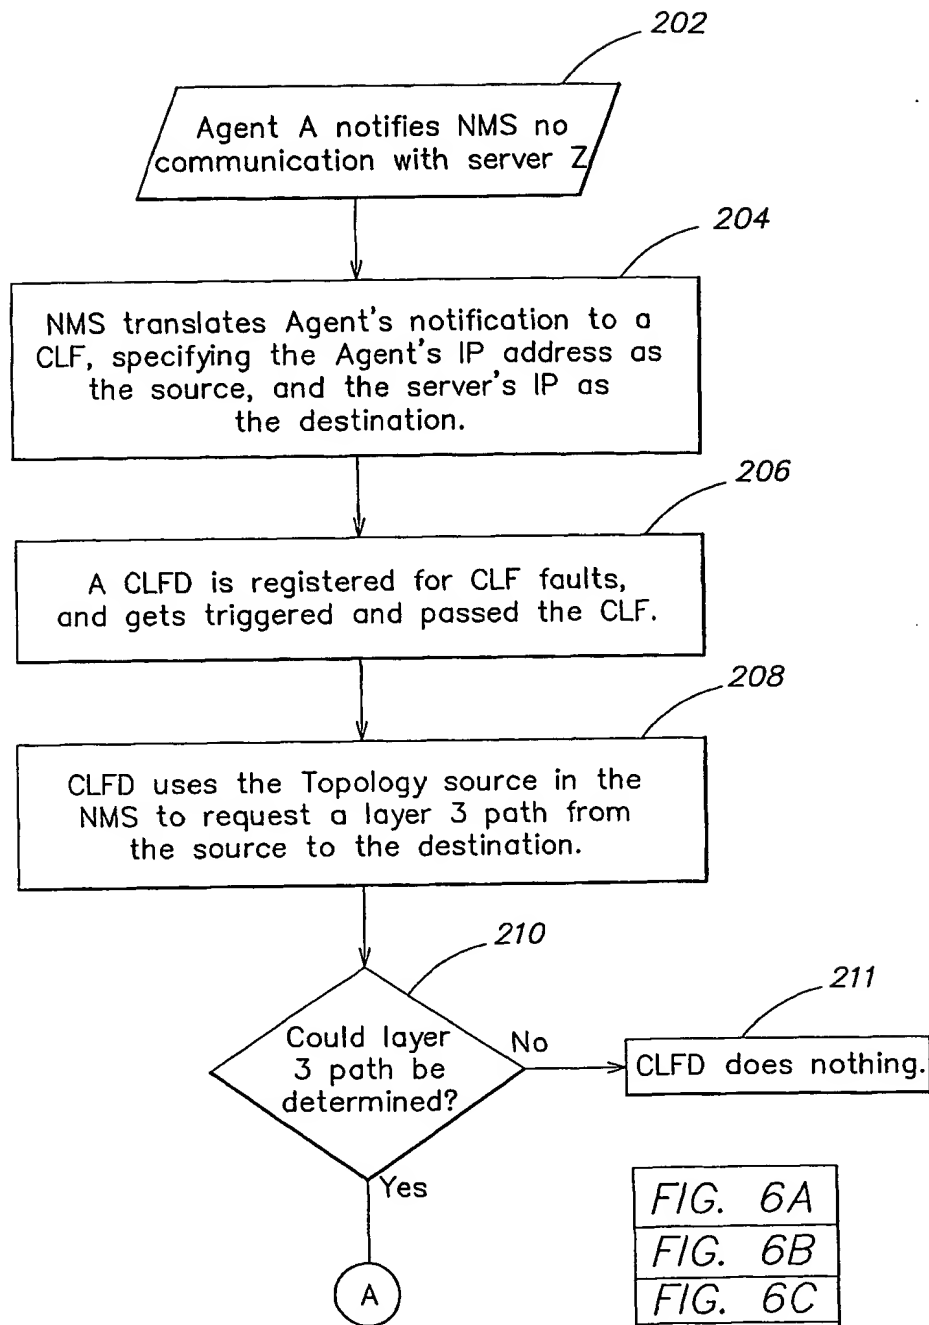 202
Agent A notifies NMS no
communication with server Z
204
NMS translates Agent's notification to a
CLF, specifying the Agent's IP address as
the source, and the server's IP as
the destination.
206
A CLFD is registered for CLF faults,
and gets triggered and passed the CLF.
208
CLFD uses the Topology source in the
NMS to request a layer 3 path from
the source to the destination.
210
Could layer
3 path be
determined?
No
211
CLFD does nothing.
Yes
A
FIG. 6A
FIG. 6B
FIG. 6C